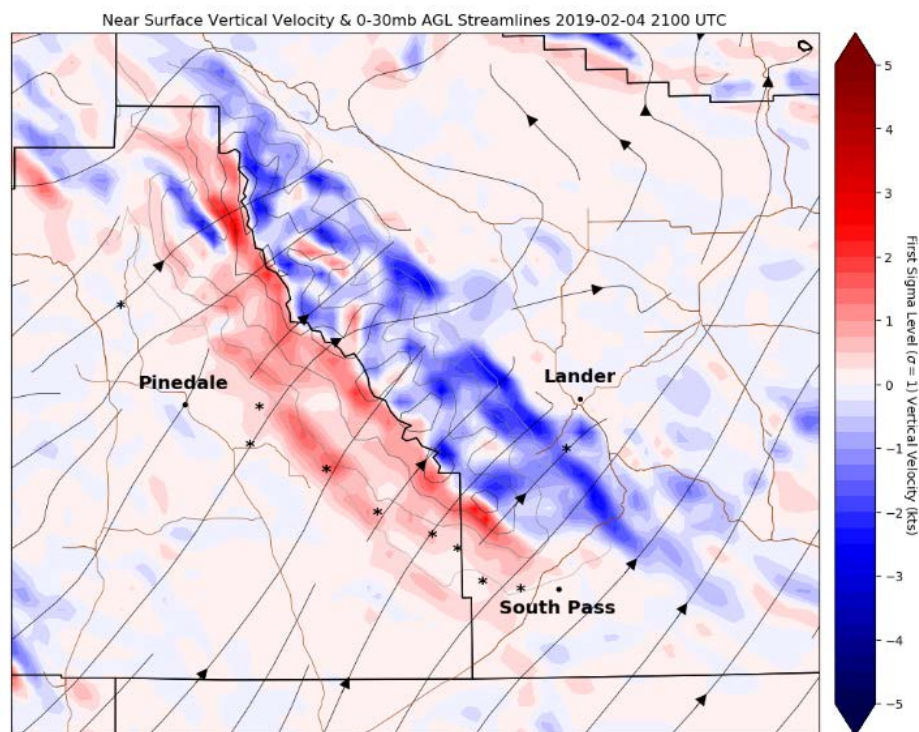 Near Surface Vertical Velocity & 0-30mb AGL Streamlines 2019-02-04 2100 UTC
Pinedale
Lander
South Pass
5
4
3
2
1
0
−1
−2
−3
−4
−5
First Sigma Level (σ = 1) Vertical Velocity (kts)